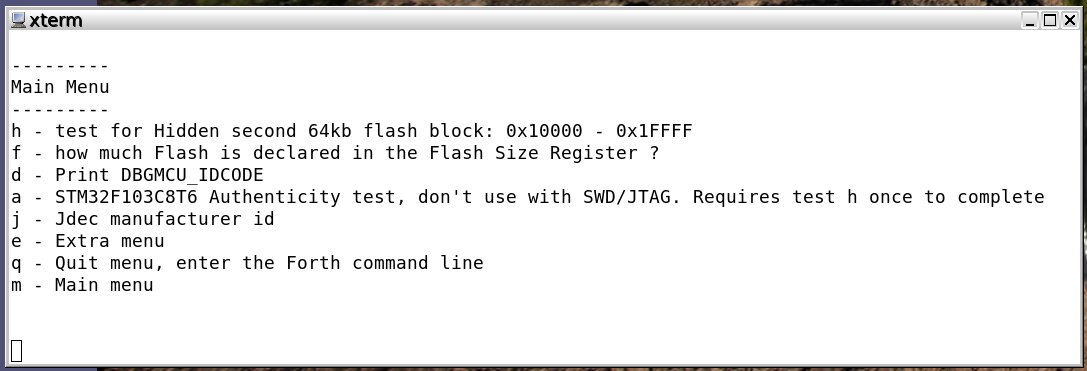 xterm
---------
Main Menu
---------
h - test for Hidden second 64kb flash block: 0x10000 - 0x1FFFF
f - how much Flash is declared in the Flash Size Register ?
d - Print DBGMCU_IDCODE
a - STM32F103C8T6 Authenticity test, don't use with SWD/JTAG. Requires test h once to complete
j - Jdec manufacturer id
e - Extra menu
q - Quit menu, enter the Forth command line
m - Main menu